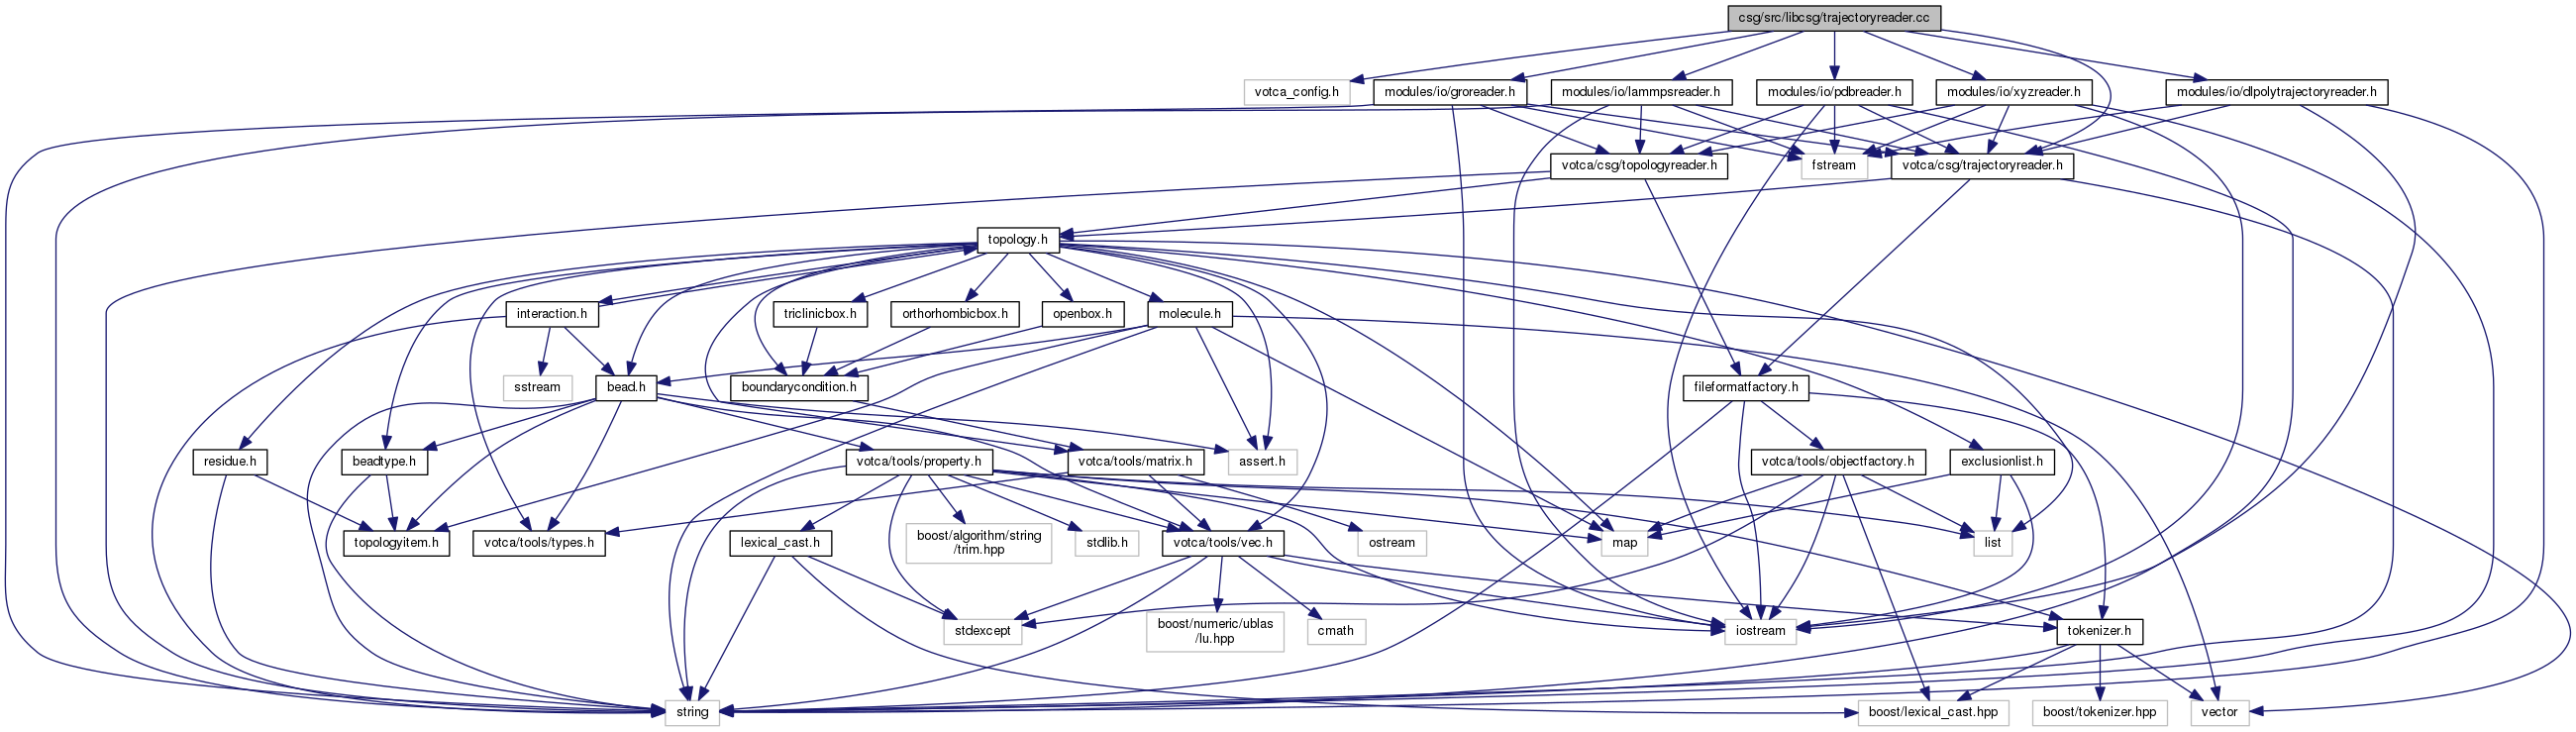 csg/src/libcsg/trajectoryreader.cc
votca_config.h
modules/io/groreader.h
modules/io/lammpsreader.h
modules/io/pdbreader.h
modules/io/xyzreader.h
modules/io/dlpolytrajectoryreader.h
votca/csg/topologyreader.h
fstream
votca/csg/trajectoryreader.h
topology.h
interaction.h
triclinicbox.h
orthorhombicbox.h
openbox.h
molecule.h
sstream
bead.h
boundarycondition.h
fileformatfactory.h
residue.h
beadtype.h
votca/tools/property.h
votca/tools/matrix.h
assert.h
votca/tools/objectfactory.h
exclusionlist.h
topologyitem.h
votca/tools/types.h
lexical_cast.h
boost/algorithm/string
/trim.hpp
stdlib.h
votca/tools/vec.h
ostream
map
list
stdexcept
boost/numeric/ublas
/lu.hpp
cmath
iostream
tokenizer.h
string
boost/lexical_cast.hpp
boost/tokenizer.hpp
vector